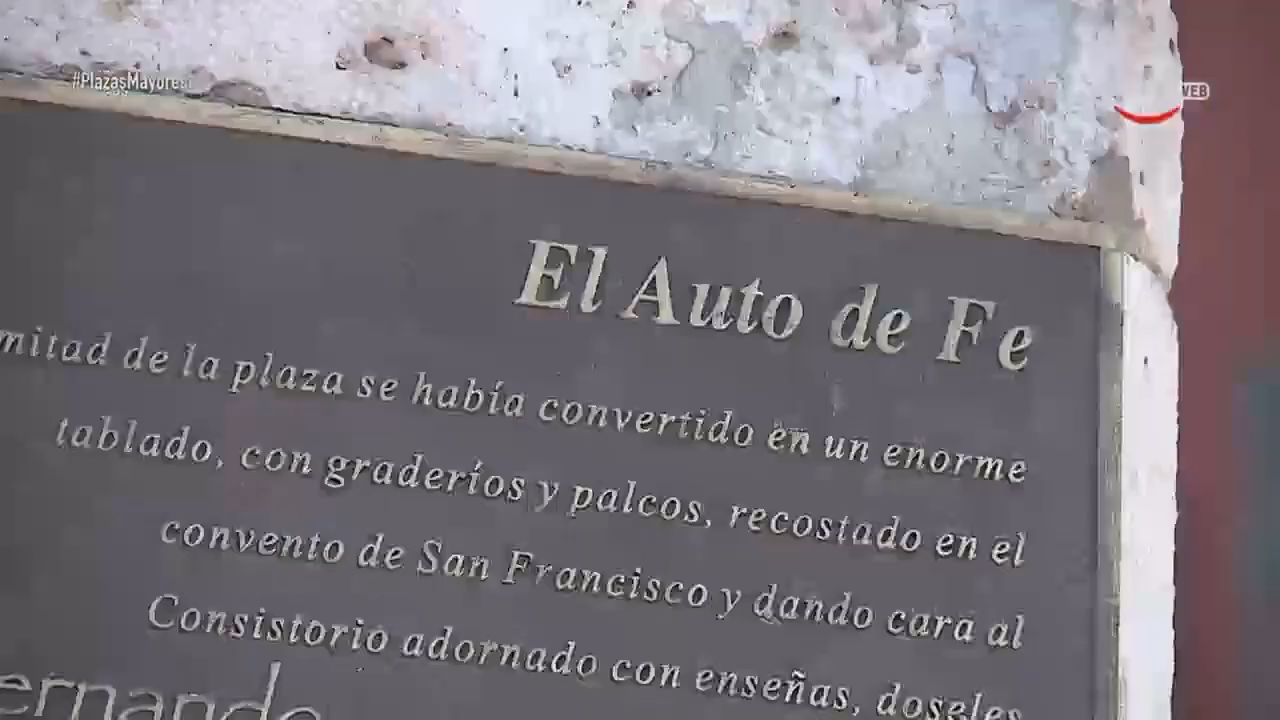 #PlazasMayores
WEB
El Auto de Fe
mitad de la plaza se había convertido en un enorme
tablado, con graderíos y palcos, recostado en el
convento de San Francisco y dando cara al
Consistorio adornado con enseñas, doseles
ernando